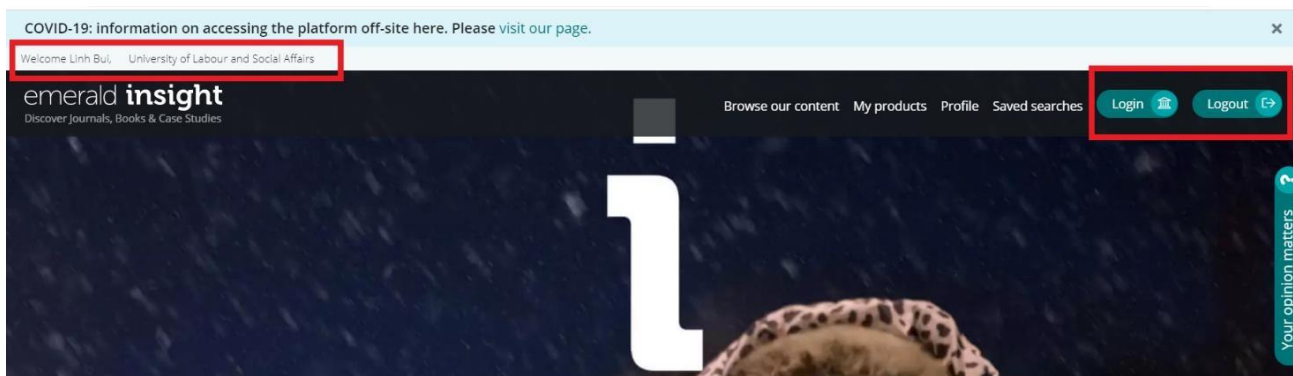 COVID-19: information on accessing the platform off-site here. Please visit our page.
Welcome Linh Bui, University of Labour and Social Affairs
emerald insight
Discover Journals, Books & Case Studies
Browse our content My products Profile Saved searches Login Logout
Your opinion matters ?